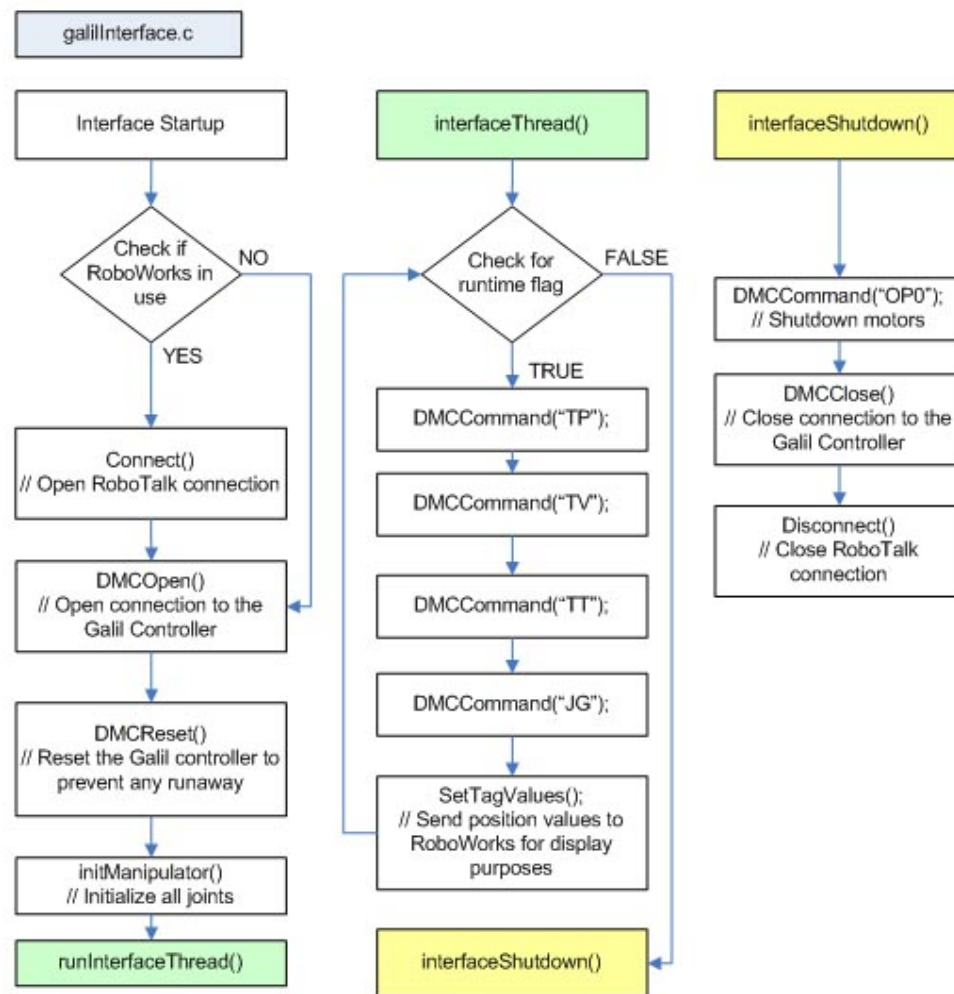 galilInterface.c
Interface Startup
Check if
RoboWorks in
use
NO
YES
Connect()
// Open RoboTalk connection
DMCOpen()
// Open connection to the
Galil Controller
DMCReset()
// Reset the Galil controller to
prevent any runaway
initManipulator()
// Initialize all joints
runInterfaceThread()
interfaceThread()
Check for
runtime flag
FALSE
TRUE
DMCCommand("TP");
DMCCommand("TV");
DMCCommand("TT");
DMCCommand("JG");
SetTagValues();
// Send position values to
RoboWorks for display
purposes
interfaceShutdown()
interfaceShutdown()
DMCCommand("OP0");
// Shutdown motors
DMCClose()
// Close connection to the
Galil Controller
Disconnect()
// Close RoboTalk
connection